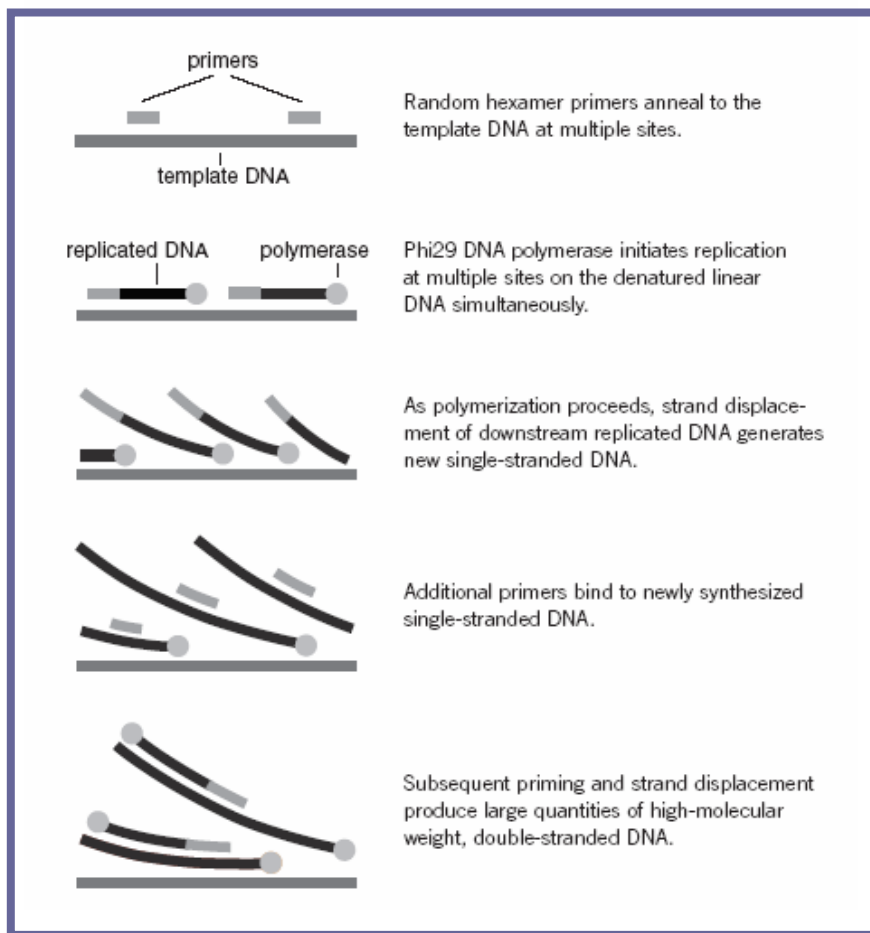 primers
Random hexamer primers anneal to the
template DNA at multiple sites.
template DNA
replicated DNA
polymerase
Phi29 DNA polymerase initiates replication
at multiple sites on the denatured linear
DNA simultaneously.
As polymerization proceeds, strand displace-
ment of downstream replicated DNA generates
new single-stranded DNA.
Additional primers bind to newly synthesized
single-stranded DNA.
Subsequent priming and strand displacement
produce large quantities of high-molecular
weight, double-stranded DNA.